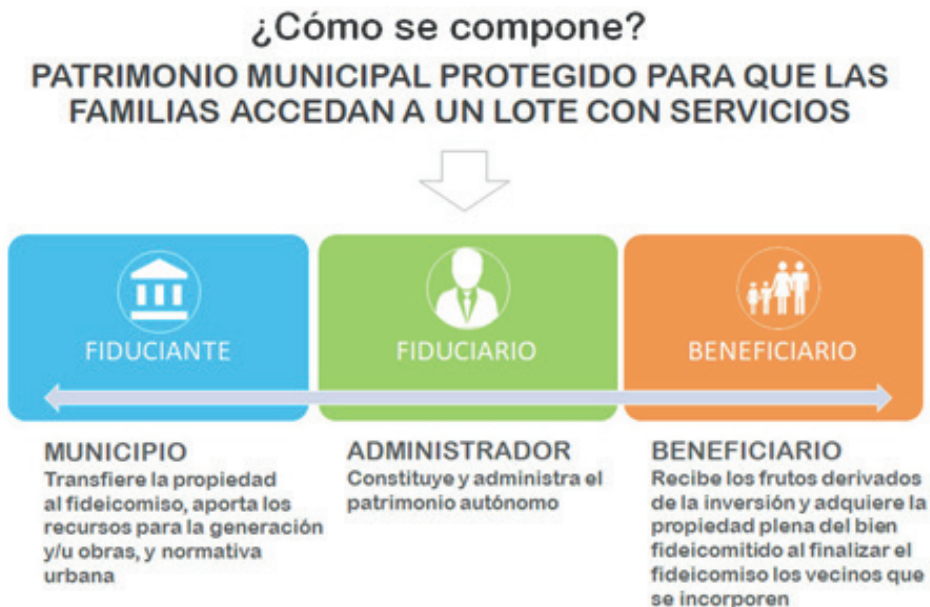 ¿Cómo se compone?
PATRIMONIO MUNICIPAL PROTEGIDO PARA QUE LAS
FAMILIAS ACCEDAN A UN LOTE CON SERVICIOS
FIDUCIANTE
FIDUCIARIO
BENEFICIARIO
MUNICIPIO
Transfiere la propiedad
al fideicomiso, aporta los
recursos para la generación
y/u obras, y normativa
urbana
ADMINISTRADOR
Constituye y administra el
patrimonio autónomo
BENEFICIARIO
Recibe los frutos derivados
de la inversión y adquiere la
propiedad plena del bien
fideicomitido al finalizar el
fideicomiso los vecinos que
se incorporen